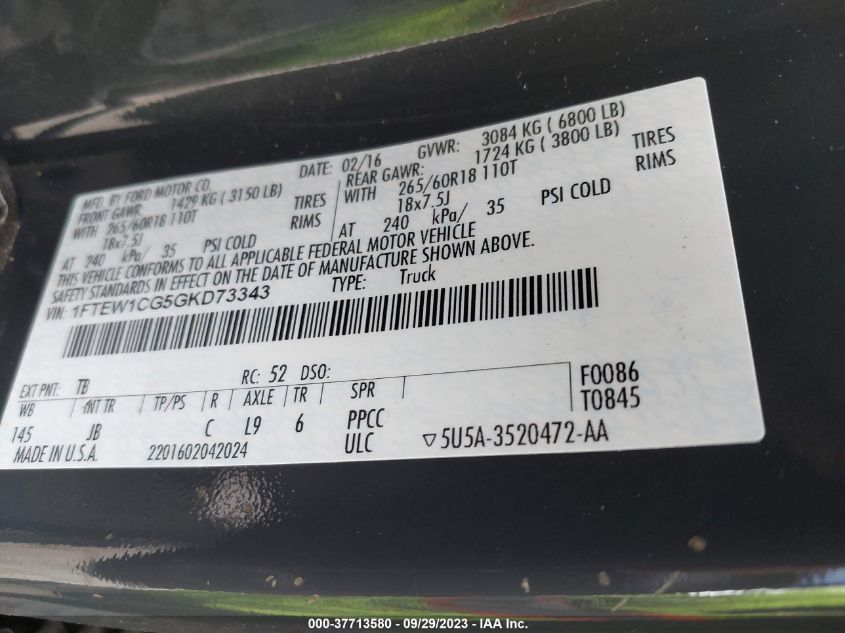 MFD. BY FORD MOTOR CO.
DATE: 02/16 GVWR: 3084 KG ( 6800 LB)
FRONT GAWR: 1429 KG ( 3150 LB) REAR GAWR: 1724 KG ( 3800 LB)
WITH 265/60R18 110T TIRES WITH 265/60R18 110T TIRES
18x7.5J RIMS 18x7.5J RIMS
AT 240 kPa/ 35 PSI COLD AT 240 kPa/ 35 PSI COLD
THIS VEHICLE CONFORMS TO ALL APPLICABLE FEDERAL MOTOR VEHICLE
SAFETY STANDARDS IN EFFECT ON THE DATE OF MANUFACTURE SHOWN ABOVE.
VIN: 1FTEW1CG5GKD73343 TYPE: Truck
EXT PNT: TB RC: 52 DSO: F0086
WB INT TR TP/PS R AXLE TR SPR T0845
145 JB C L9 6 PPCC
MADE IN U.S.A. 2201602042024 ULC ▽5U5A-3520472-AA
000-37713580 - 09/29/2023 - IAA Inc.